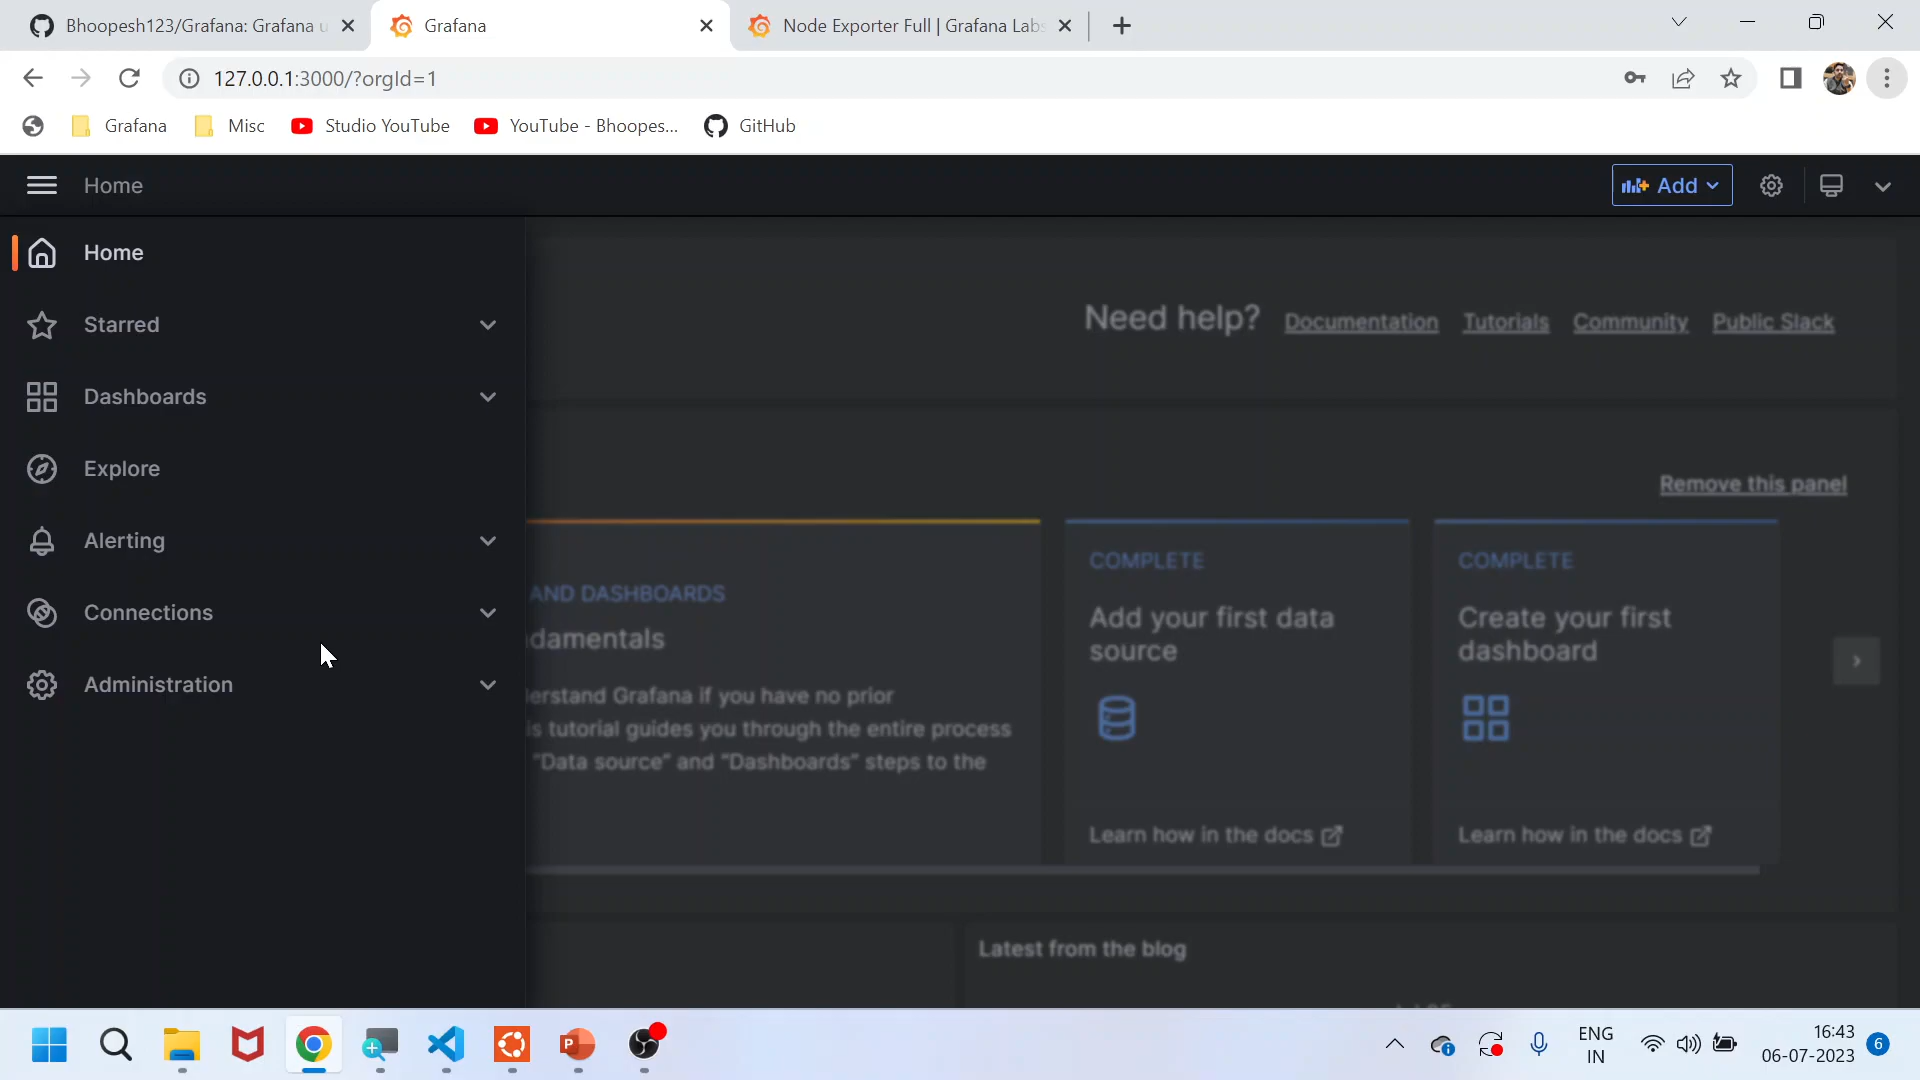 Bhoopesh123/Grafana: Grafana u
Grafana
Node Exporter Full | Grafana Labs
127.0.0.1:3000/?orgId=1
Grafana
Misc
Studio YouTube
YouTube - Bhoopes...
GitHub
Home
Add
Home
Starred
Dashboards
Explore
Alerting
Connections
Administration
Need help?
Documentation
Tutorials
Community
Public Slack
Remove this panel
AND DASHBOARDS
damentals
erstand Grafana if you have no prior
is tutorial guides you through the entire process
"Data source" and "Dashboards" steps to the
COMPLETE
Add your first data
source
Learn how in the docs
COMPLETE
Create your first
dashboard
Learn how in the docs
Latest from the blog
ENG
IN
16:43
06-07-2023
6